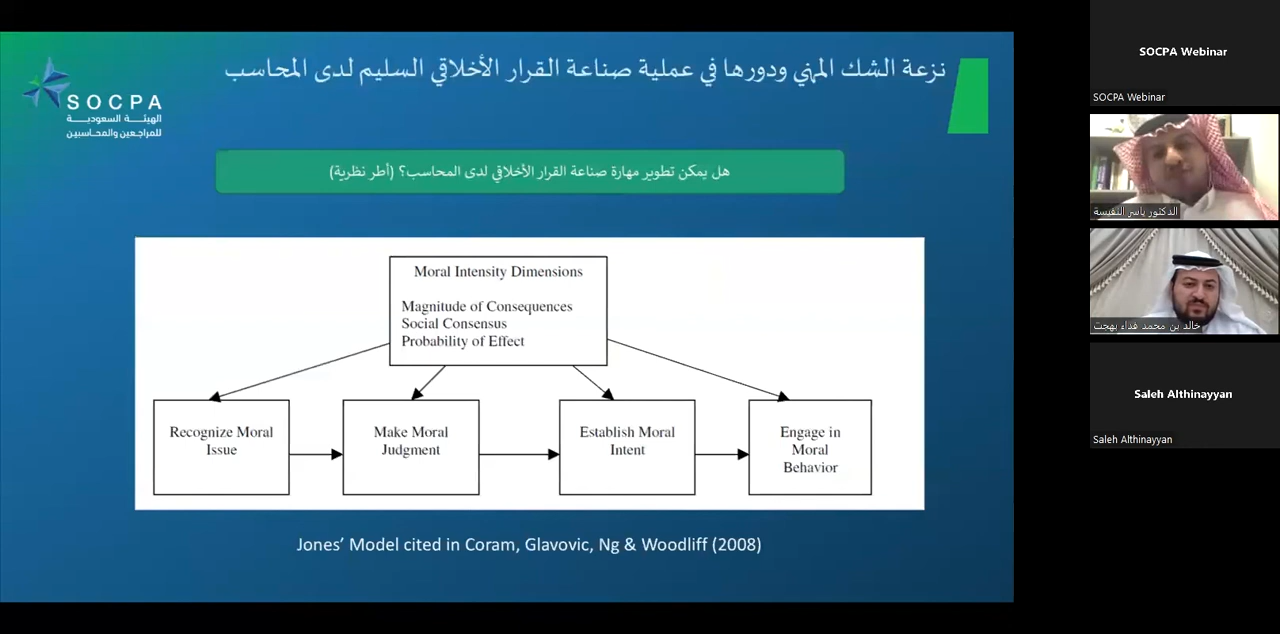 نزعة الشك المهني ودورها في عملية صناعة القرار الأخلاقي السليم لدى المحاسب
SOCPA
الهيئة السعودية
للمراجعين والمحاسبين
هل يمكن تطوير مهارة صناعة القرار الأخلاقي لدى المحاسب؟ (أطر نظرية)
Moral Intensity Dimensions
Magnitude of Consequences
Social Consensus
Probability of Effect
Recognize Moral
Issue
Make Moral
Judgment
Establish Moral
Intent
Engage in
Moral
Behavior
Jones’ Model cited in Coram, Glavovic, Ng & Woodliff (2008)
SOCPA Webinar
SOCPA Webinar
الدكتور ياسر النفيسة
خالد بن محمد فداء بهجت
Saleh Althinayyan
Saleh Althinayyan